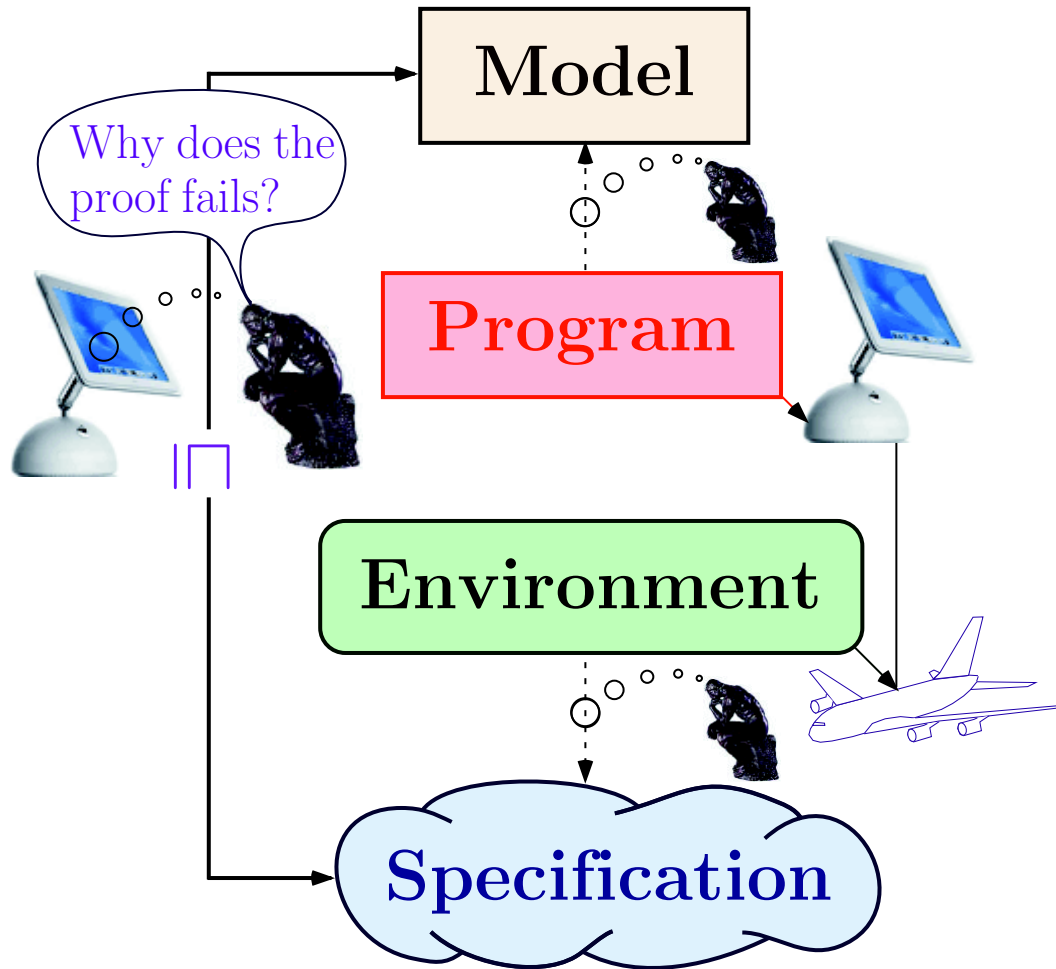 Model
Why does the
proof fails?
Program
Environment
Specification